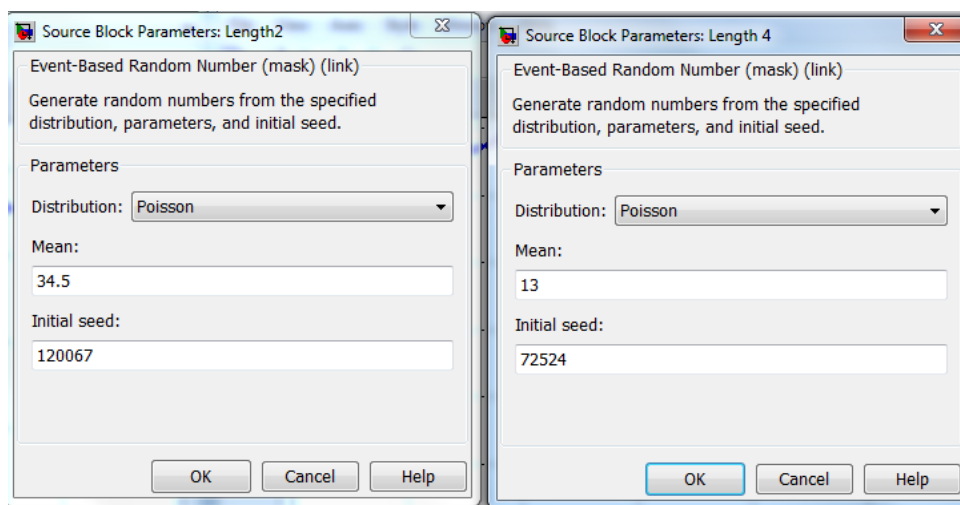 Source Block Parameters: Length2
Event-Based Random Number (mask) (link)
Generate random numbers from the specified
distribution, parameters, and initial seed.
Parameters
Distribution: Poisson
Mean:
34.5
Initial seed:
120067
OK Cancel Help
Source Block Parameters: Length 4
Event-Based Random Number (mask) (link)
Generate random numbers from the specified
distribution, parameters, and initial seed.
Parameters
Distribution: Poisson
Mean:
13
Initial seed:
72524
OK Cancel Help